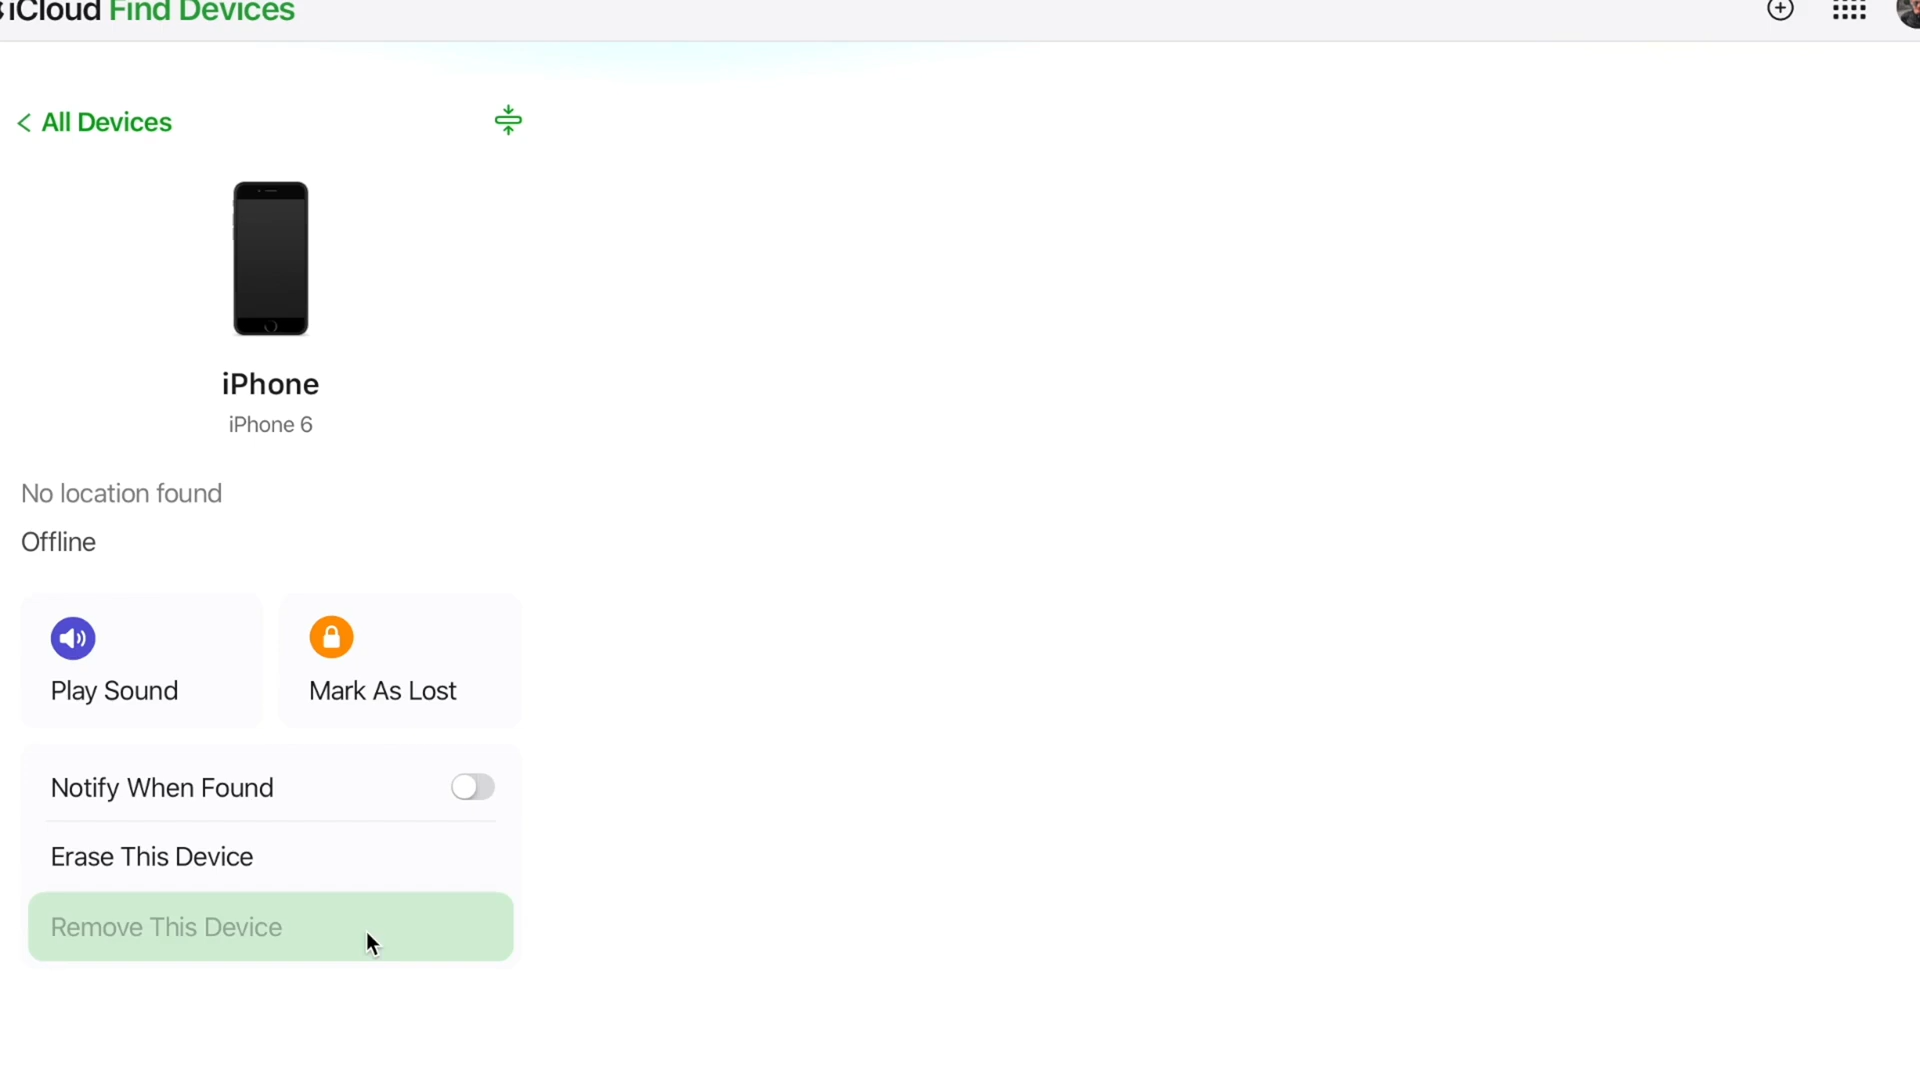 iCloud Find Devices
All Devices
iPhone
iPhone 6
No location found
Offline
Play Sound
Mark As Lost
Notify When Found
Erase This Device
Remove This Device